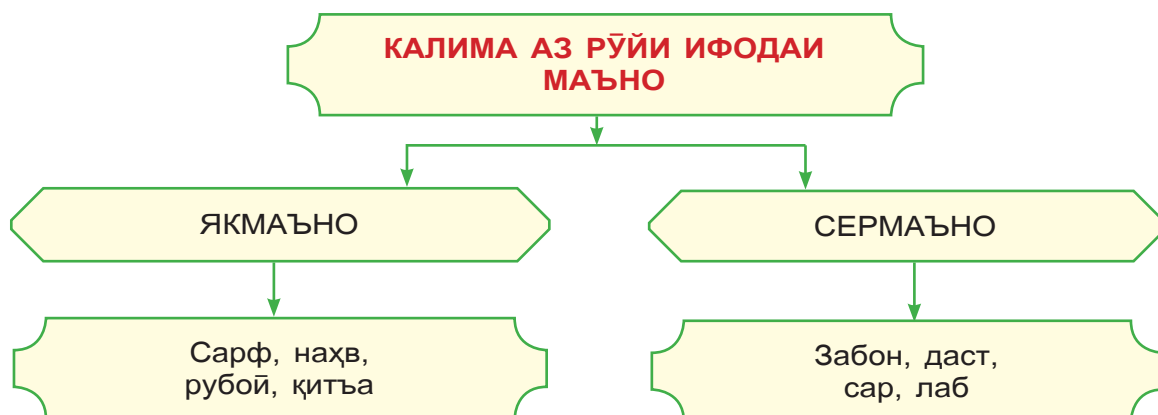 КАЛИМА АЗ РӮЙИ ИФОДАИ
МАЪНО
ЯКМАЪНО
СЕРМАЪНО
Сарф, наҳв,
рубоӣ, қитъа
Забон, даст,
сар, лаб